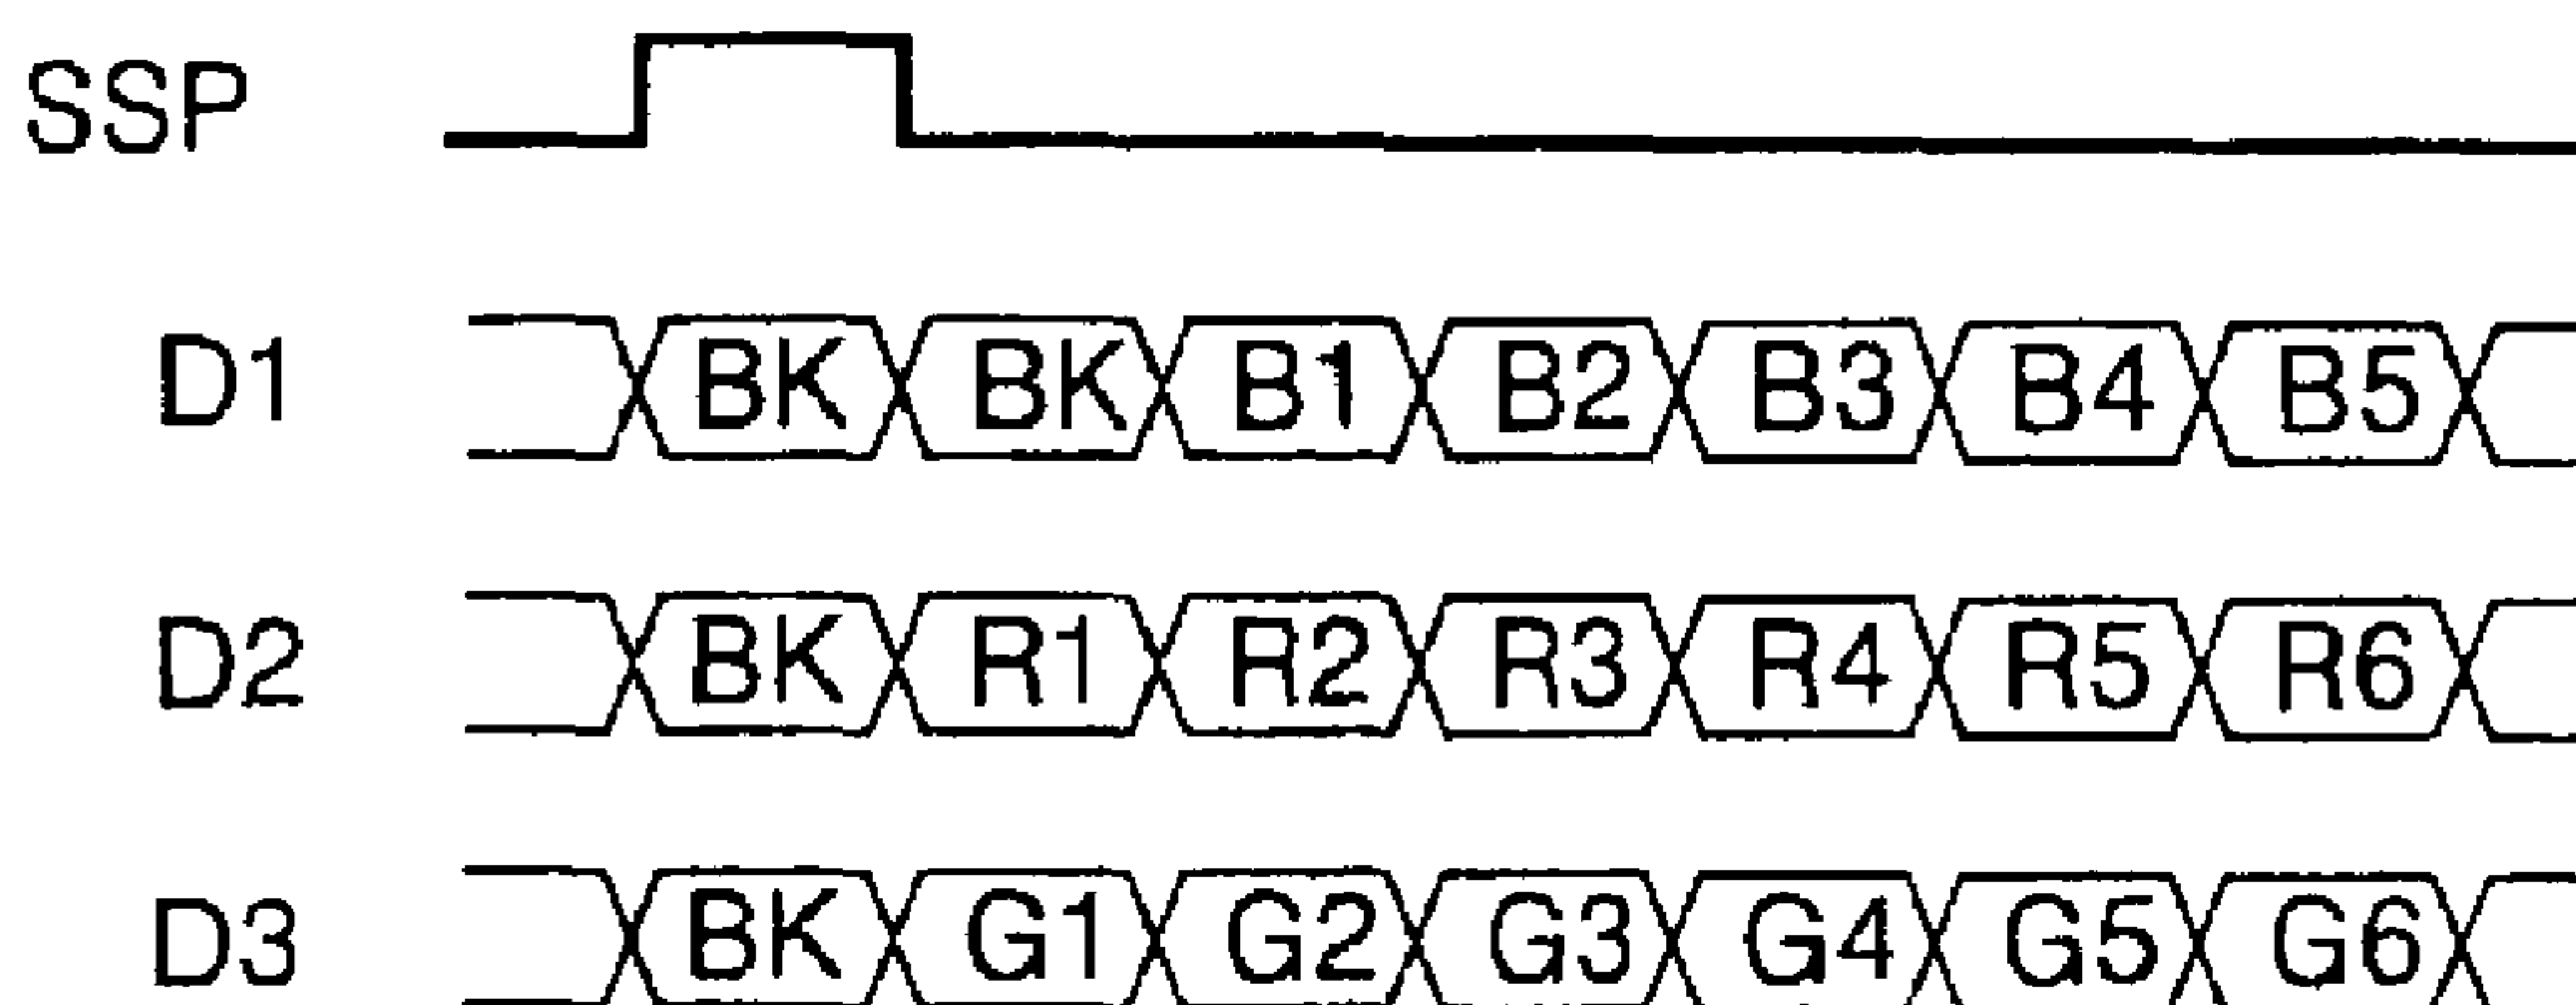 SSP
D1 BK BK B1 B2 B3 B4 B5
D2 BK R1 R2 R3 R4 R5 R6
D3 BK G1 G2 G3 G4 G5 G6